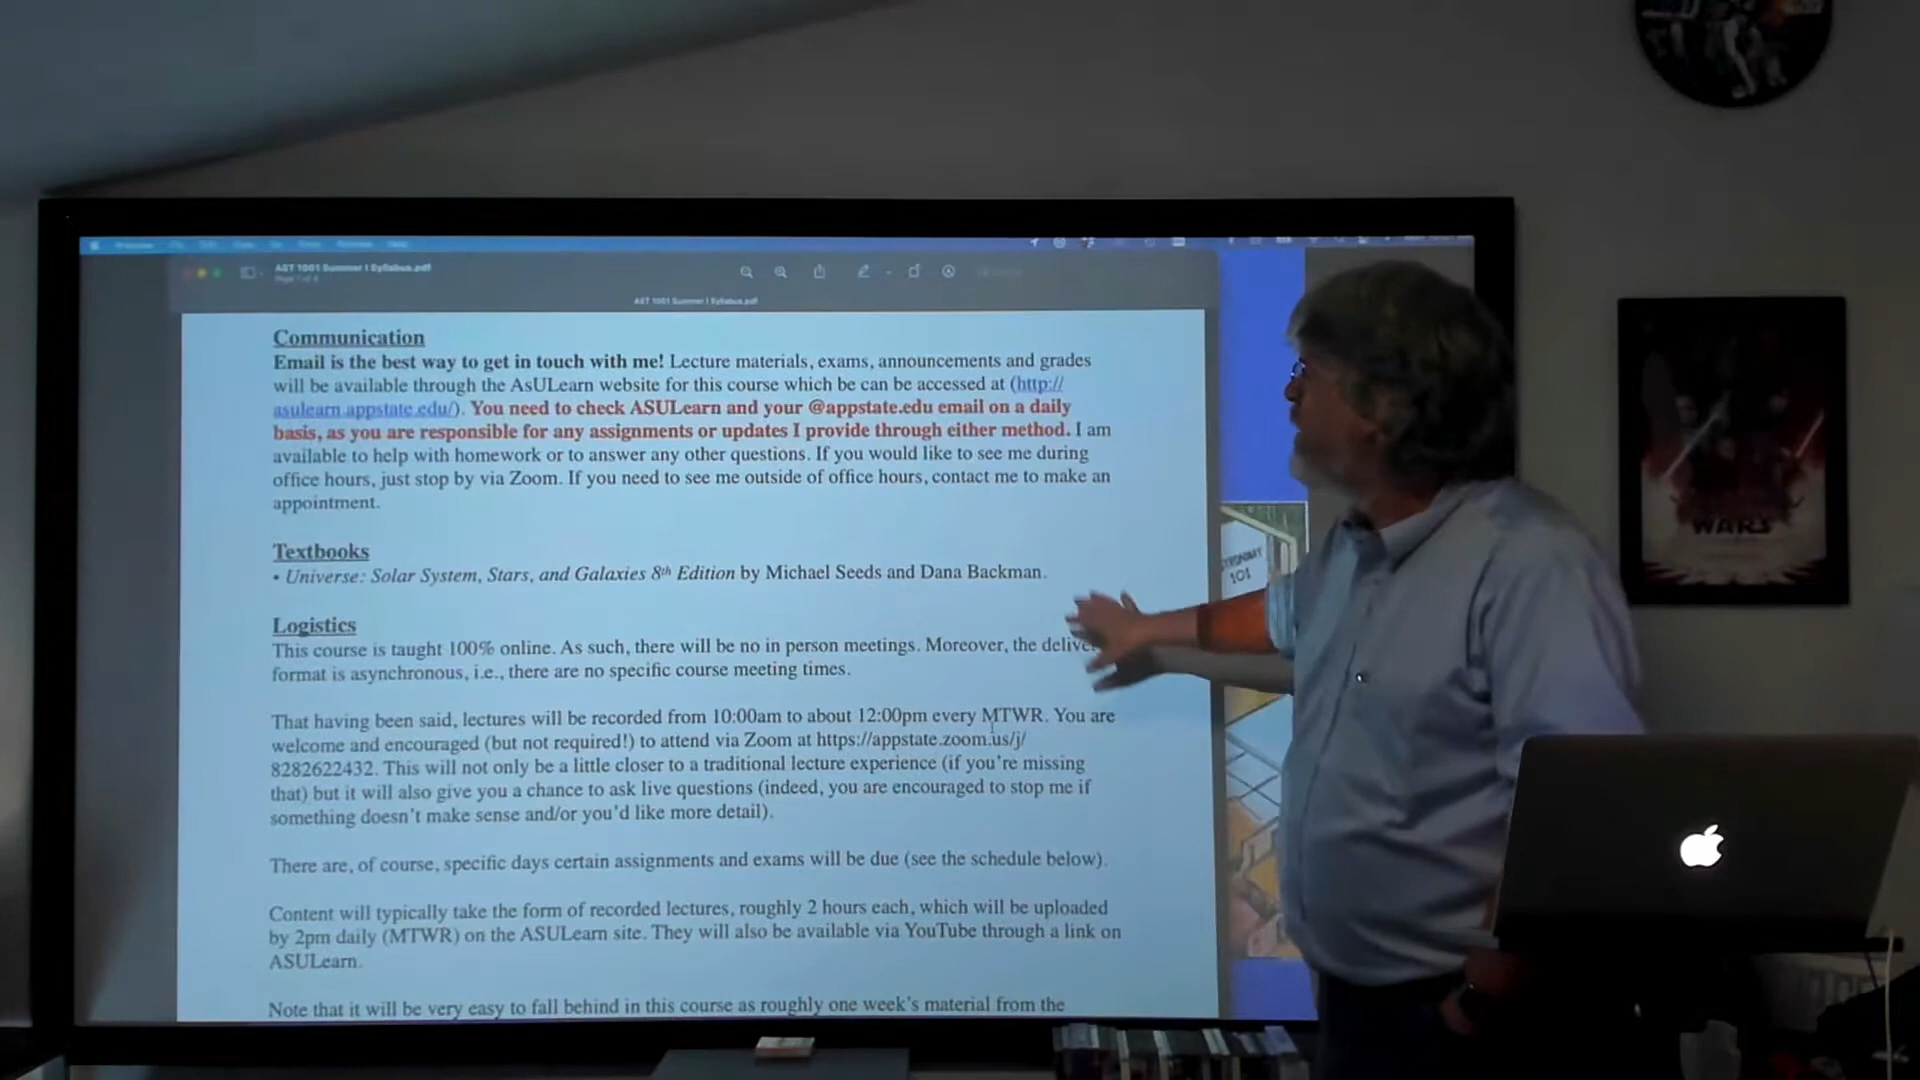 AST 1001 Summer I Syllabus.pdf
AST 1001 Summer I Syllabus.pdf
Communication
Email is the best way to get in touch with me! Lecture materials, exams, announcements and grades
will be available through the AsULearn website for this course which be can be accessed at (http://
asulearn.appstate.edu/). You need to check ASULearn and your @appstate.edu email on a daily
basis, as you are responsible for any assignments or updates I provide through either method. I am
available to help with homework or to answer any other questions. If you would like to see me during
office hours, just stop by via Zoom. If you need to see me outside of office hours, contact me to make an
appointment.
Textbooks
• Universe: Solar System, Stars, and Galaxies 8th Edition by Michael Seeds and Dana Backman.
Logistics
This course is taught 100% online. As such, there will be no in person meetings. Moreover, the
format is asynchronous, i.e., there are no specific course meeting times.
That having been said, lectures will be recorded from 10:00am to about 12:00pm every MTWR. You are
welcome and encouraged (but not required!) to attend via Zoom at https://appstate.zoom.us/j/
8282622432. This will not only be a little closer to a traditional lecture experience (if you're missing
that) but it will also give you a chance to ask live questions (indeed, you are encouraged to stop me if
something doesn't make sense and/or you'd like more detail).
There are, of course, specific days certain assignments and exams will be due (see the schedule below).
Content will typically take the form of recorded lectures, roughly 2 hours each, which will be uploaded
by 2pm daily (MTWR) on the ASULearn site. They will also be available via YouTube through a link on
ASULearn.
Note that it will be very easy to fall behind in this course as roughly one week's material from the
101
WARS